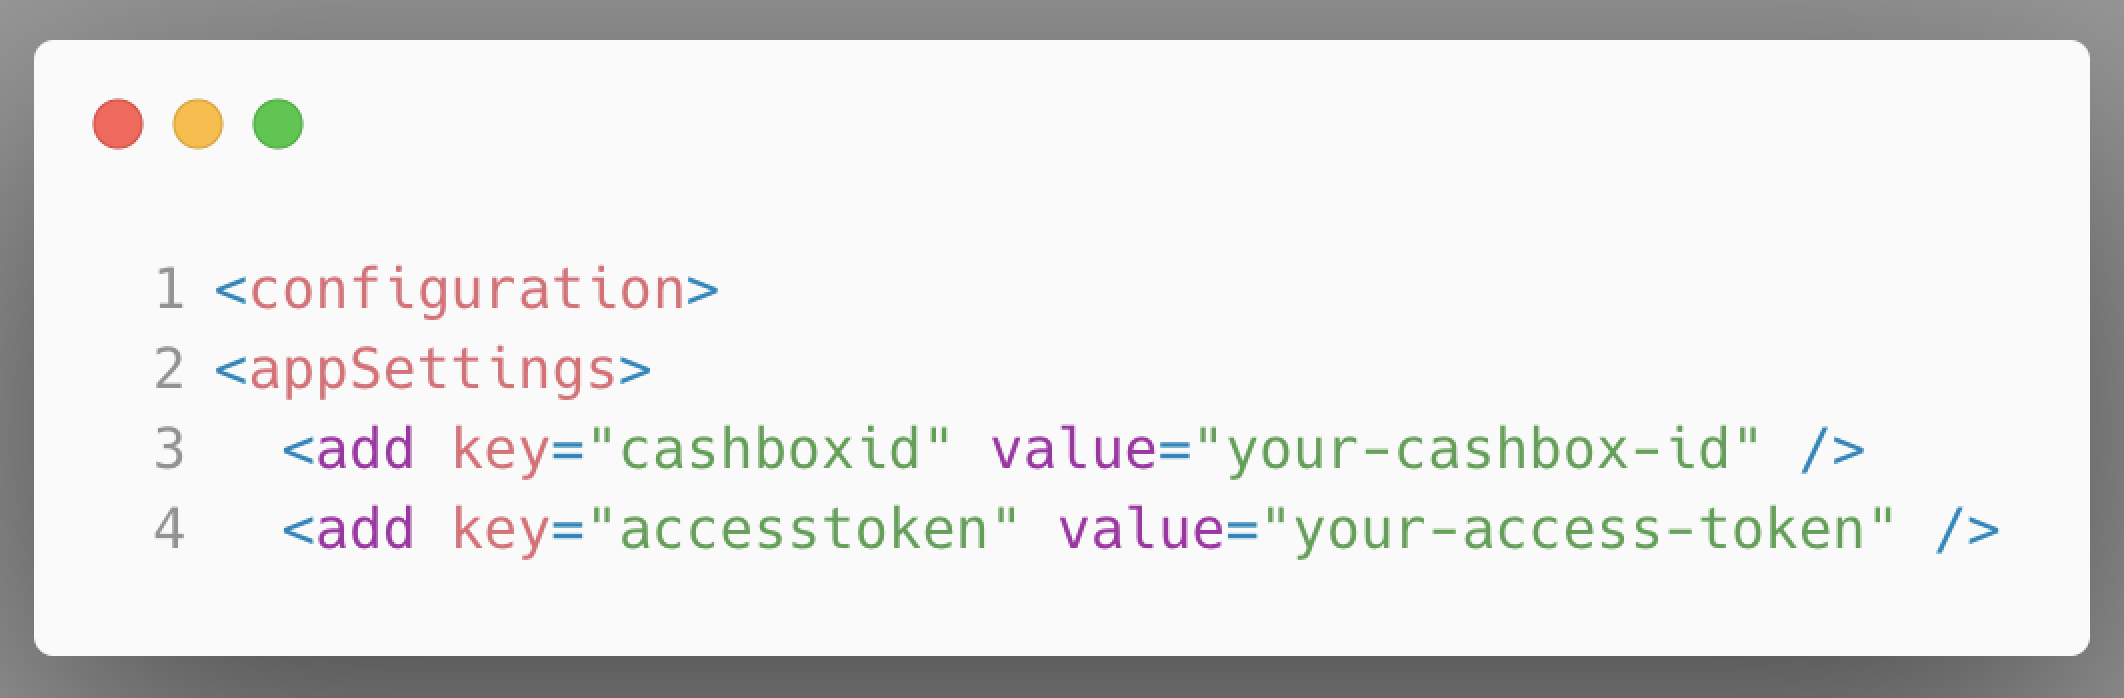 1 <configuration>
2 <appSettings>
3   <add key="cashboxid" value="your-cashbox-id" />
4   <add key="accesstoken" value="your-access-token" />